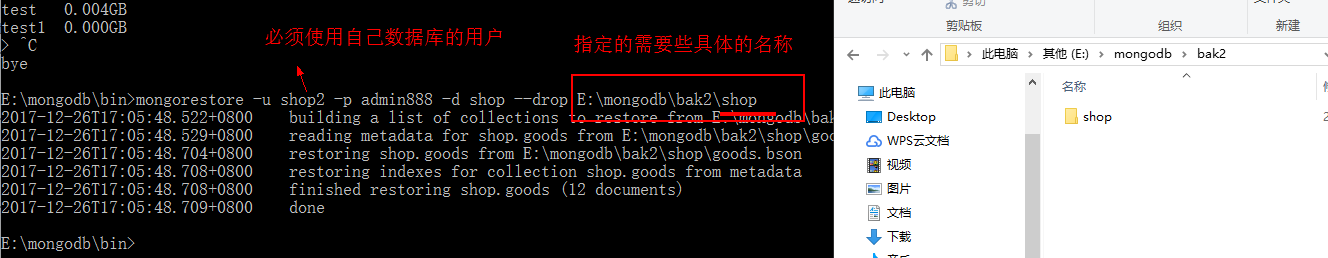 test   0.004GB
test1  0.000GB
> ^C
bye
必须使用自己数据库的用户
指定的需要些具体的名称
E:\mongodb\bin>mongorestore -u shop2 -p admin888 -d shop --drop E:\mongodb\bak2\shop
2017-12-26T17:05:48.522+0800    building a list of collections to restore from E:\mongodb\bak
2017-12-26T17:05:48.529+0800    reading metadata for shop.goods from E:\mongodb\bak2\shop\goo
2017-12-26T17:05:48.704+0800    restoring shop.goods from E:\mongodb\bak2\shop\goods.bson
2017-12-26T17:05:48.708+0800    restoring indexes for collection shop.goods from metadata
2017-12-26T17:05:48.708+0800    finished restoring shop.goods (12 documents)
2017-12-26T17:05:48.709+0800    done
E:\mongodb\bin>
剪切
剪贴板
组织
新建
此电脑 > 其他 (E:) > mongodb > bak2
名称
此电脑
Desktop
WPS云文档
视频
图片
文档
下载
shop